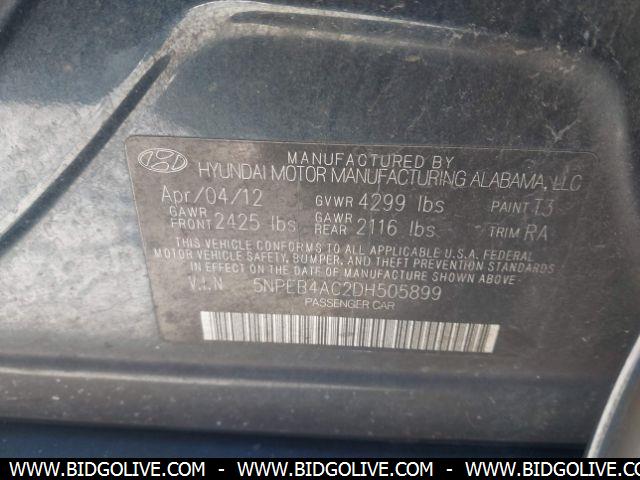 MANUFACTURED BY
HYUNDAI MOTOR MANUFACTURING ALABAMA, LLC
Apr/04/12 GVWR 4299 lbs PAINT T3
GAWR FRONT 2425 lbs GAWR REAR 2116 lbs TRIM RA
THIS VEHICLE CONFORMS TO ALL APPLICABLE U.S.A. FEDERAL
MOTOR VEHICLE SAFETY, BUMPER, AND THEFT PREVENTION
STANDARDS IN EFFECT ON THE DATE OF MANUFACTURE SHOWN ABOVE.
V.I.N 5NPEB4AC2DH505899
PASSENGER CAR
WWW.BIDGOLIVE.COM - WWW.BIDGOLIVE.COM - WWW.BIDGOLIVE.COM